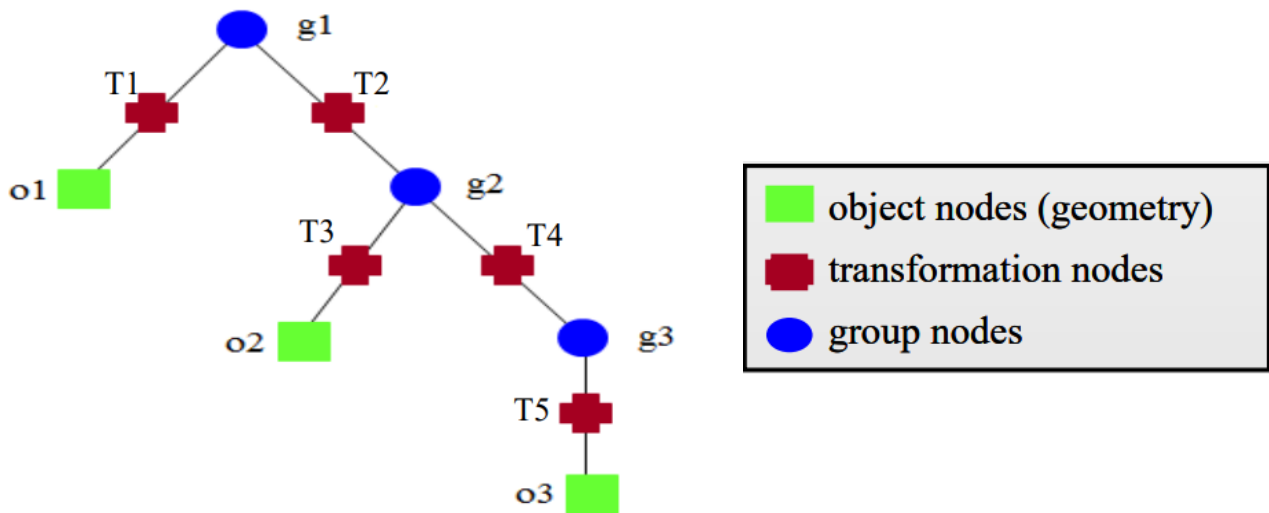 g1
T1
T2
o1
g2
T3
T4
o2
g3
T5
o3
object nodes (geometry)
transformation nodes
group nodes